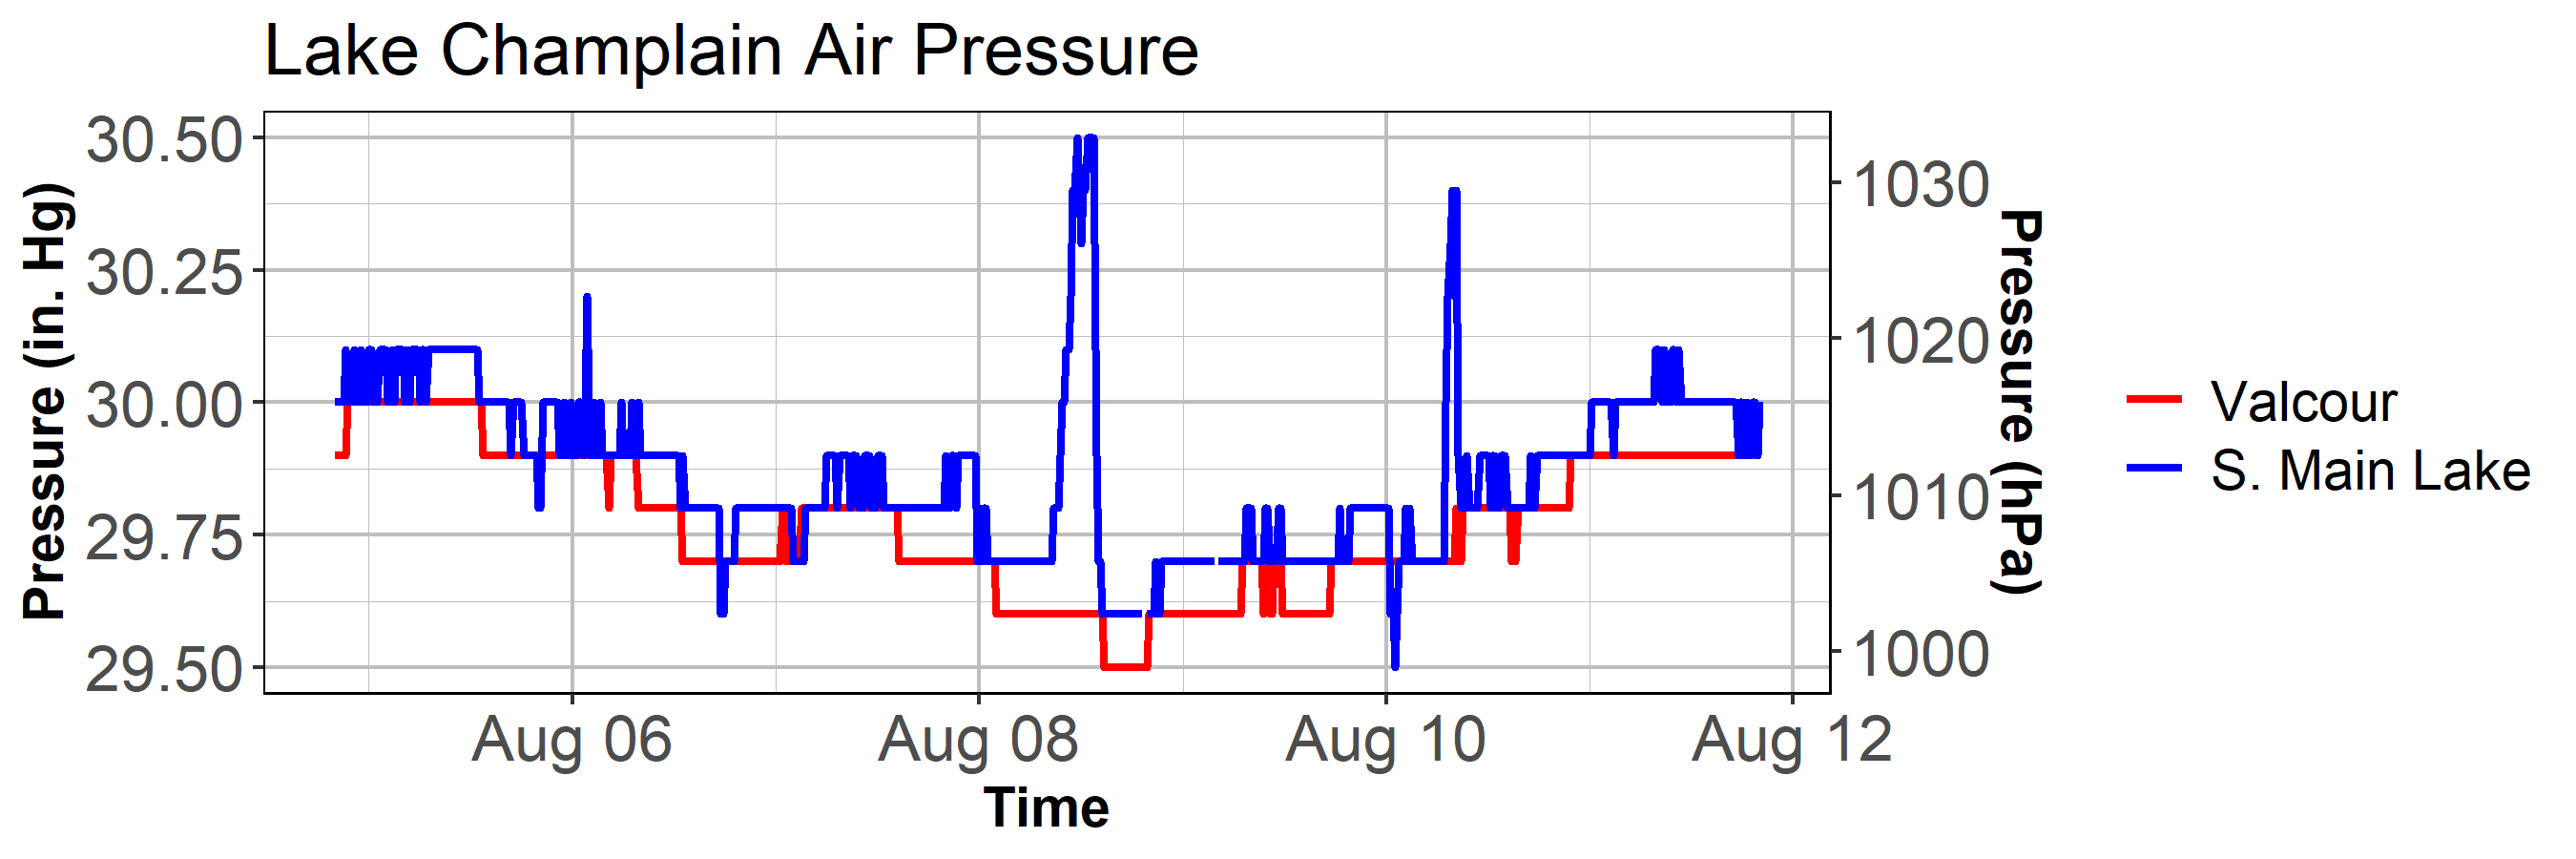 Lake Champlain Air Pressure
Pressure (in. Hg)
30.50
30.25
30.00
29.75
29.50
1030
1020
1010
1000
Pressure (hPa)
Aug 06
Aug 08
Aug 10
Aug 12
Time
Valcour
S. Main Lake